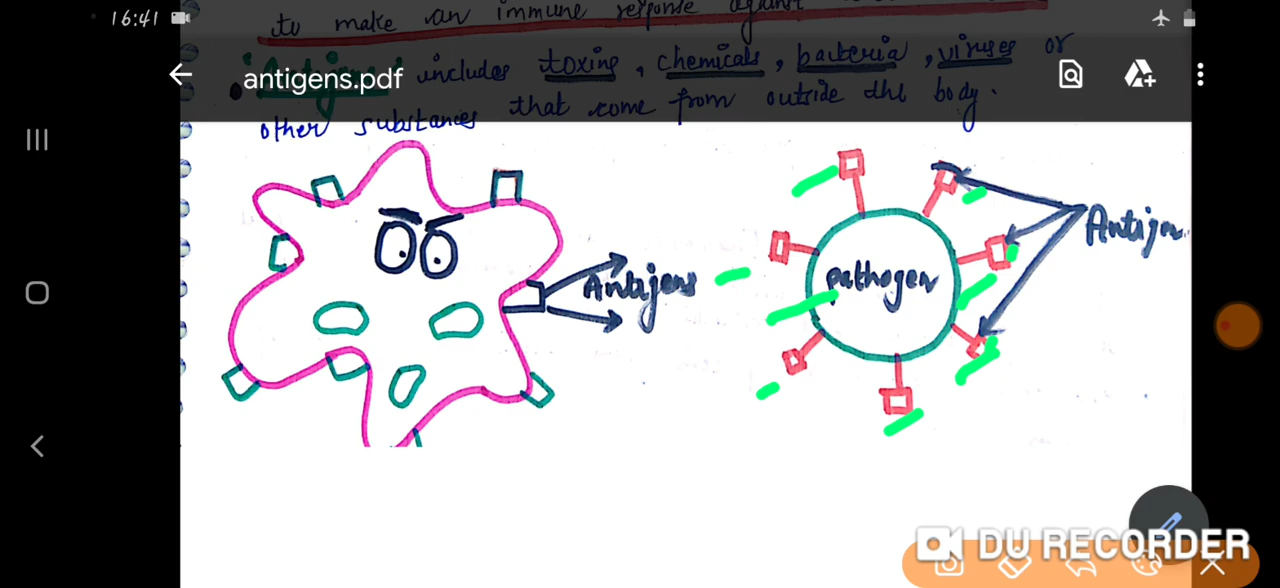 16:41
to make an immune response against
antigens.pdf
includes toxins, chemicals, bacteria, viruses or
other substances that come from outside the body.
Antigens
pathogen
Antigen
DU RECORDER